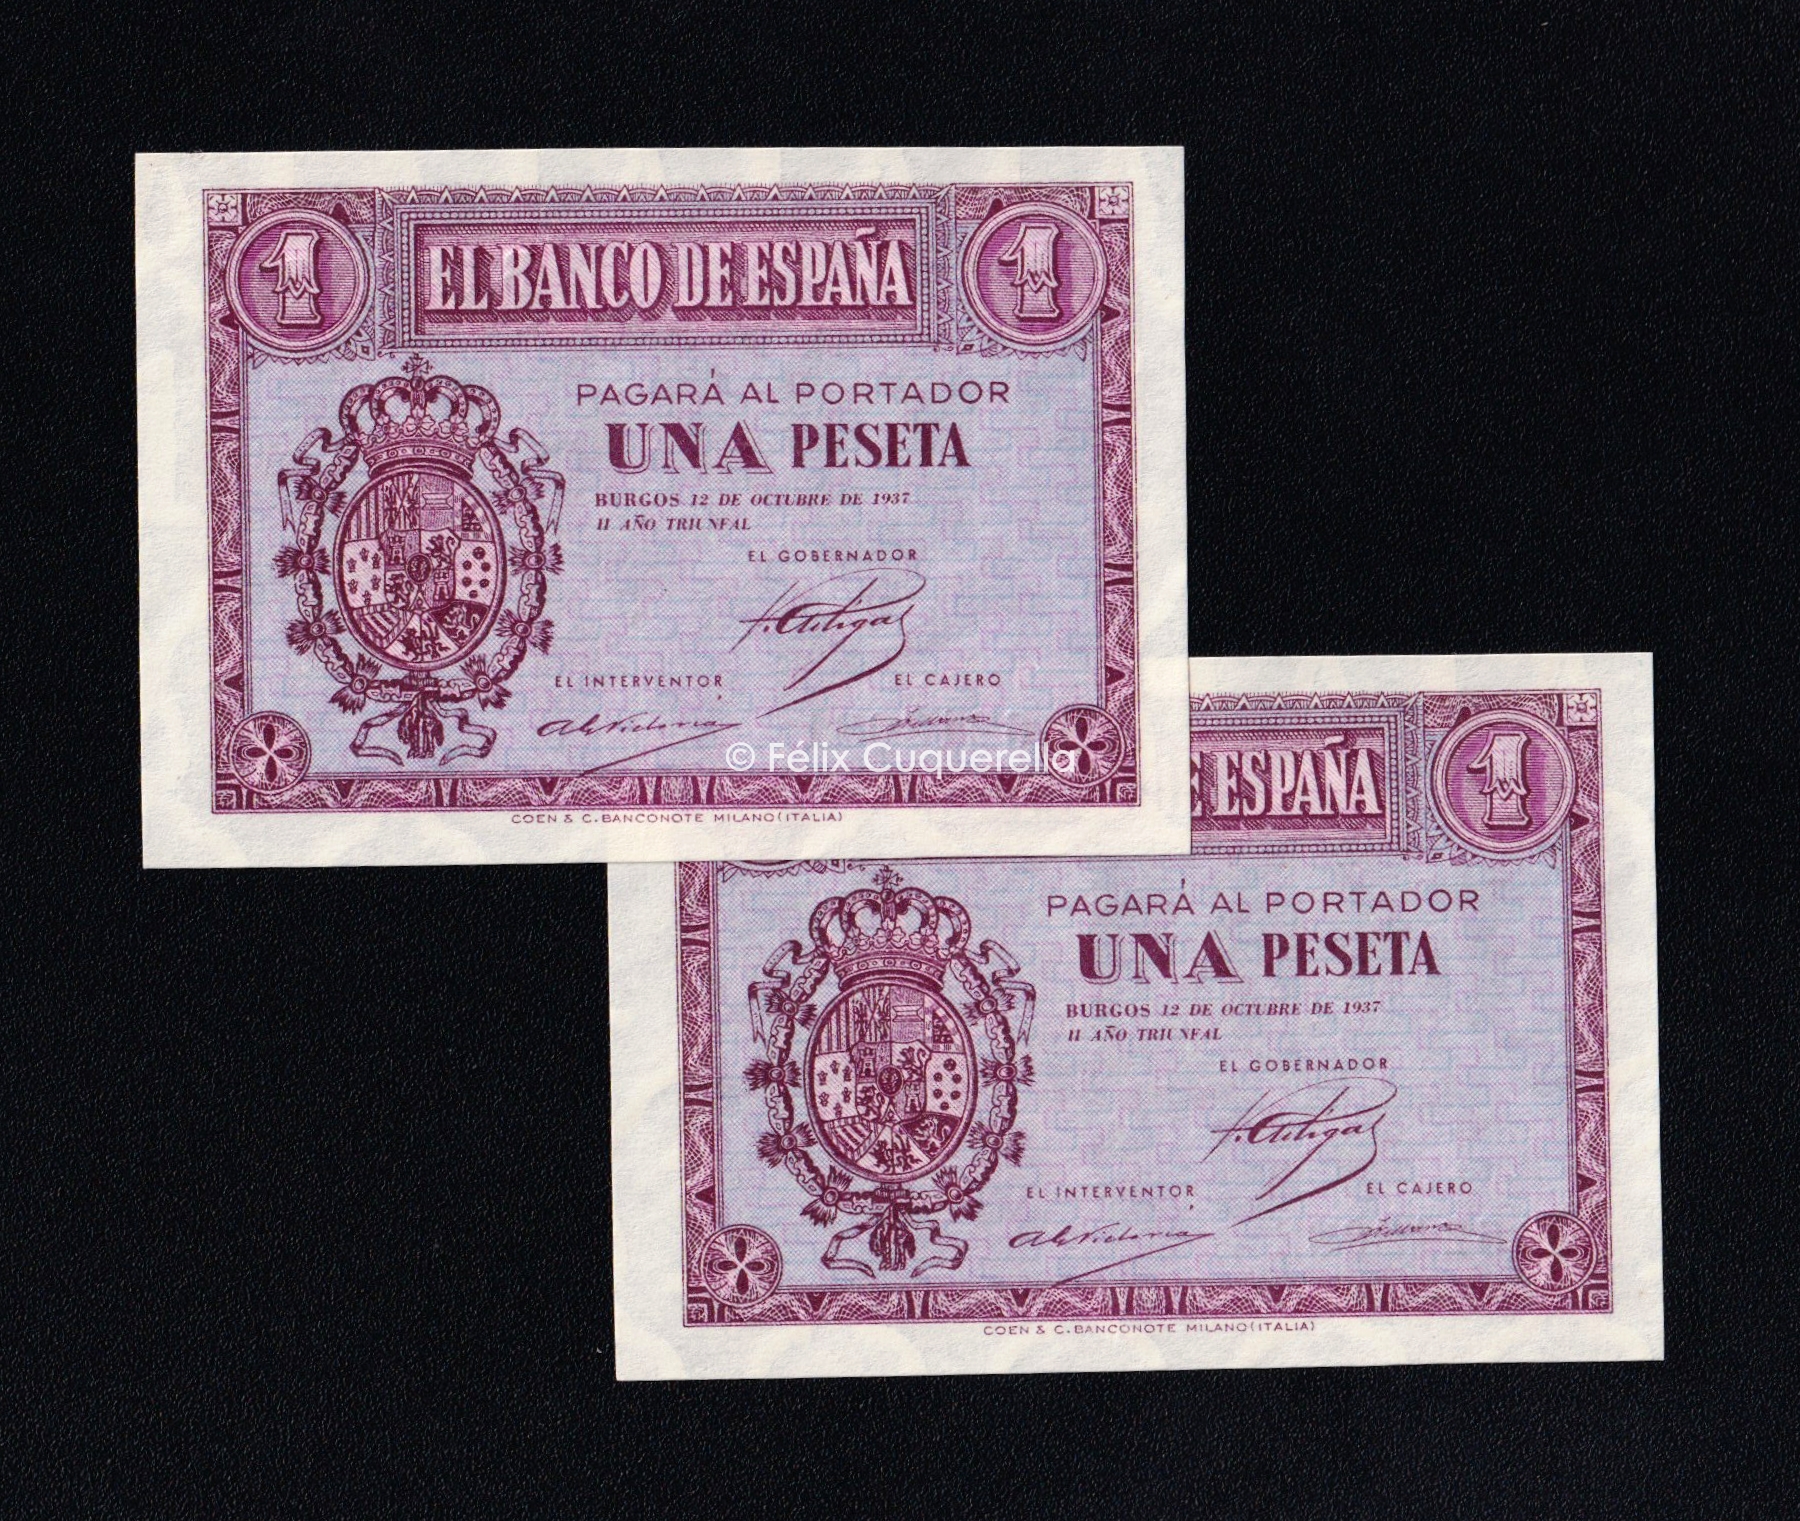 1
EL BANCO DE ESPAÑA
1
PAGARÁ AL PORTADOR
UNA PESETA
BURGOS 12 DE OCTUBRE DE 1937
II AÑO TRIUNFAL
EL GOBERNADOR
EL INTERVENTOR
EL CAJERO
© Félix Cuquerella
COEN & C. BANCONOTE MILANO (ITALIA)
E ESPAÑA
1
PAGARÁ AL PORTADOR
UNA PESETA
BURGOS 12 DE OCTUBRE DE 1937
II AÑO TRIUNFAL
EL GOBERNADOR
EL INTERVENTOR
EL CAJERO
COEN & C. BANCONOTE MILANO (ITALIA)